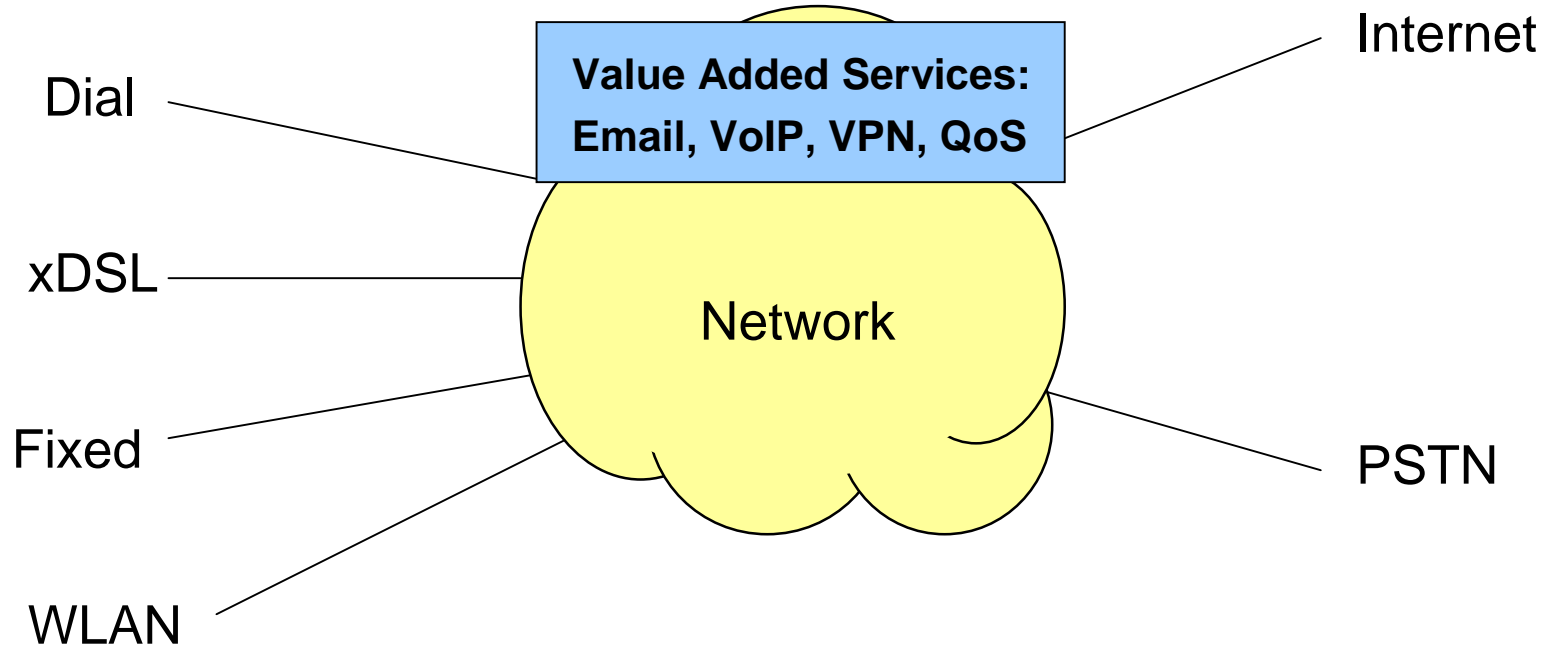 Internet
Value Added Services:
Email, VoIP, VPN, QoS
Dial
xDSL
Network
Fixed
PSTN
WLAN